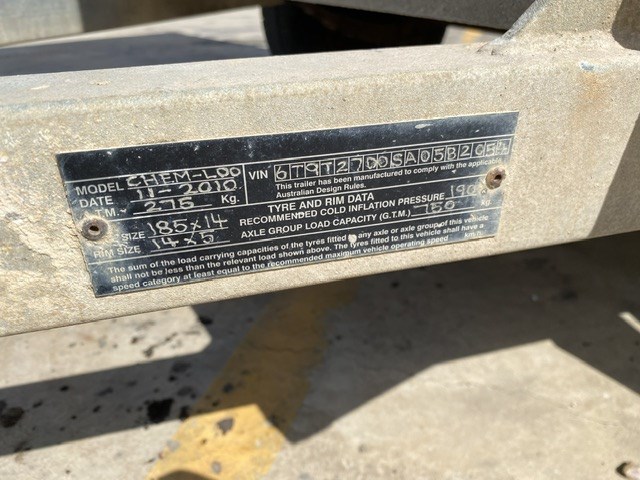 MODEL CHEM-LOO VIN 6T9T27DDSA05B2054
DATE 11-2010 This trailer has been manufactured to comply with the applicable
Australian Design Rules.
T.M. 275 Kg. TYRE AND RIM DATA
SIZE 185x14 RECOMMENDED COLD INFLATION PRESSURE 190
RIM SIZE 14x5 AXLE GROUP LOAD CAPACITY (G.T.M.) 750 Kg.
The sum of the load carrying capacities of the tyres fitted to any axle or axle group of this vehicle
shall not be less than the relevant load shown above. The tyres fitted to this vehicle shall have a
speed category at least equal to the recommended maximum vehicle operating speed km/h